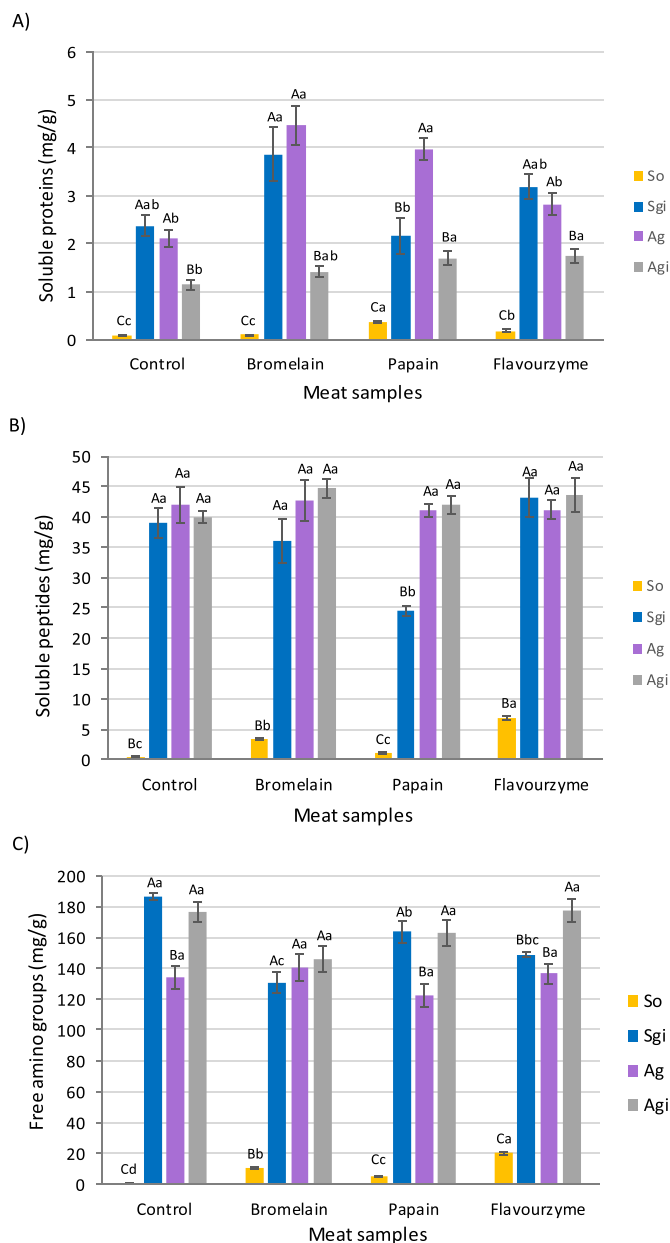 A)
Soluble proteins (mg/g)
6
5
4
3
2
1
0
Cc
Aab
Ab
Bb
Cc
Aa
Aa
Bab
Ca
Bb
Aa
Ba
Cb
Aab
Ab
Ba
Control
Bromelain
Papain
Flavourzyme
Meat samples
So
Sgi
Ag
Agi
B)
Soluble peptides (mg/g)
50
45
40
35
30
25
20
15
10
5
0
Bc
Aa
Aa
Aa
Bb
Aa
Aa
Aa
Cc
Bb
Aa
Aa
Ba
Aa
Aa
Aa
Control
Bromelain
Papain
Flavourzyme
Meat samples
So
Sgi
Ag
Agi
C)
Free amino groups (mg/g)
200
180
160
140
120
100
80
60
40
20
0
Cd
Aa
Ba
Aa
Bb
Ac
Aa
Aa
Cc
Ab
Ba
Aa
Ca
Bbc
Ba
Aa
Control
Bromelain
Papain
Flavourzyme
Meat samples
So
Sgi
Ag
Agi